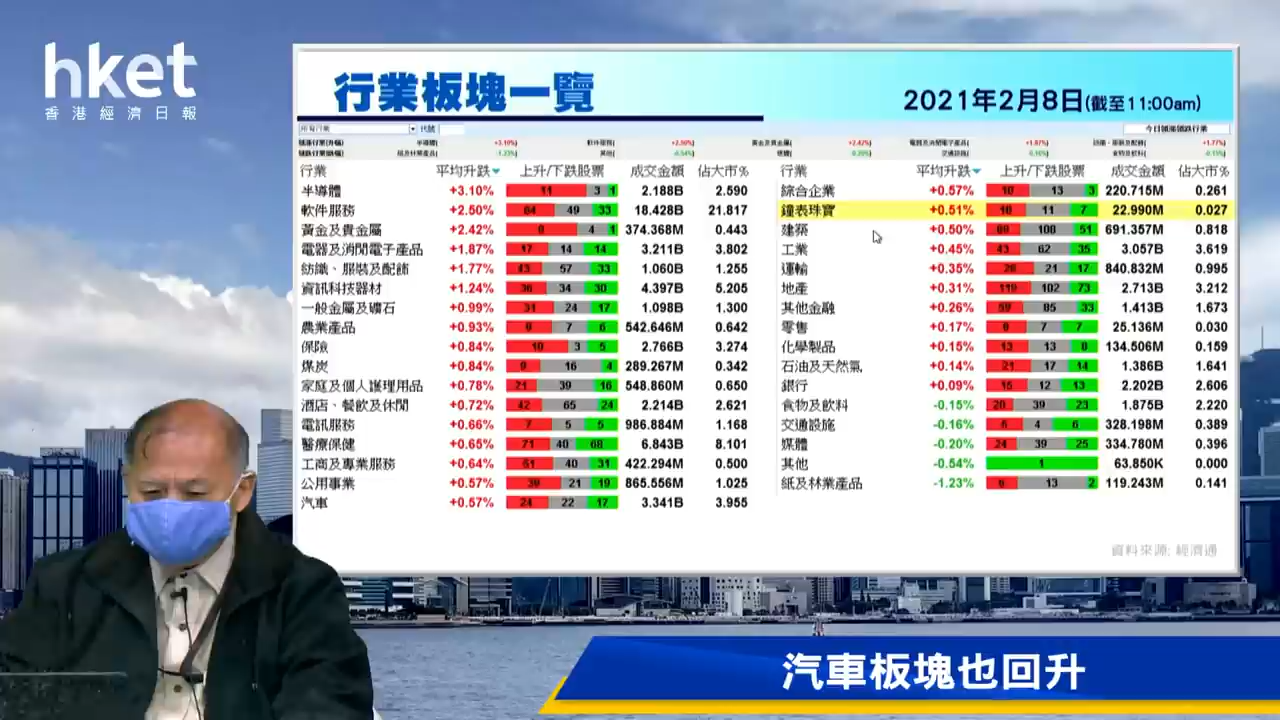 hket
香港經濟日報
行業板塊一覽
2021年2月8日(截至11:00am)
所有行業 代號 今日領漲領跌行業
行業 平均升跌 上升/下跌股票 成交金額 佔大市%
半導體 +3.10% 11 3 1 2.188B 2.590
軟件服務 +2.50% 64 49 33 18.428B 21.817
黃金及貴金屬 +2.42% 4 1 374.368M 0.443
電器及消閒電子產品 +1.87% 17 14 14 3.211B 3.802
紡織、服裝及配飾 +1.77% 43 57 33 1.060B 1.255
資訊科技器材 +1.24% 36 34 30 4.397B 5.205
一般金屬及礦石 +0.99% 31 24 17 1.098B 1.300
農業產品 +0.93% 7 6 542.646M 0.642
保險 +0.84% 10 3 5 2.766B 3.274
煤炭 +0.84% 9 16 4 289.267M 0.342
家庭及個人護理用品 +0.78% 21 39 16 548.860M 0.650
酒店、餐飲及休閒 +0.72% 42 65 24 2.214B 2.621
電訊服務 +0.66% 7 5 5 986.884M 1.168
醫療保健 +0.65% 71 40 68 6.843B 8.101
工商及專業服務 +0.64% 51 40 31 422.294M 0.500
公用事業 +0.57% 39 21 19 865.556M 1.025
汽車 +0.57% 24 22 17 3.341B 3.955
行業 平均升跌 上升/下跌股票 成交金額 佔大市%
綜合企業 +0.57% 10 13 3 220.715M 0.261
鐘表珠寶 +0.51% 10 11 7 22.990M 0.027
建築 +0.50% 108 51 691.357M 0.818
工業 +0.45% 43 62 35 3.057B 3.619
運輸 +0.35% 21 17 840.832M 0.995
地產 +0.31% 119 102 73 2.713B 3.212
其他金融 +0.26% 85 33 1.413B 1.673
零售 +0.17% 7 7 25.136M 0.030
化學製品 +0.15% 13 13 8 134.506M 0.159
石油及天然氣 +0.14% 21 17 14 1.386B 1.641
銀行 +0.09% 15 12 13 2.202B 2.606
食物及飲料 -0.15% 20 39 23 1.875B 2.220
交通設施 -0.16% 4 6 328.198M 0.389
媒體 -0.20% 24 39 25 334.780M 0.396
其他 -0.54% 1 63.850K 0.000
紙及林業產品 -1.23% 13 2 119.243M 0.141
資料來源: 經濟通
汽車板塊也回升